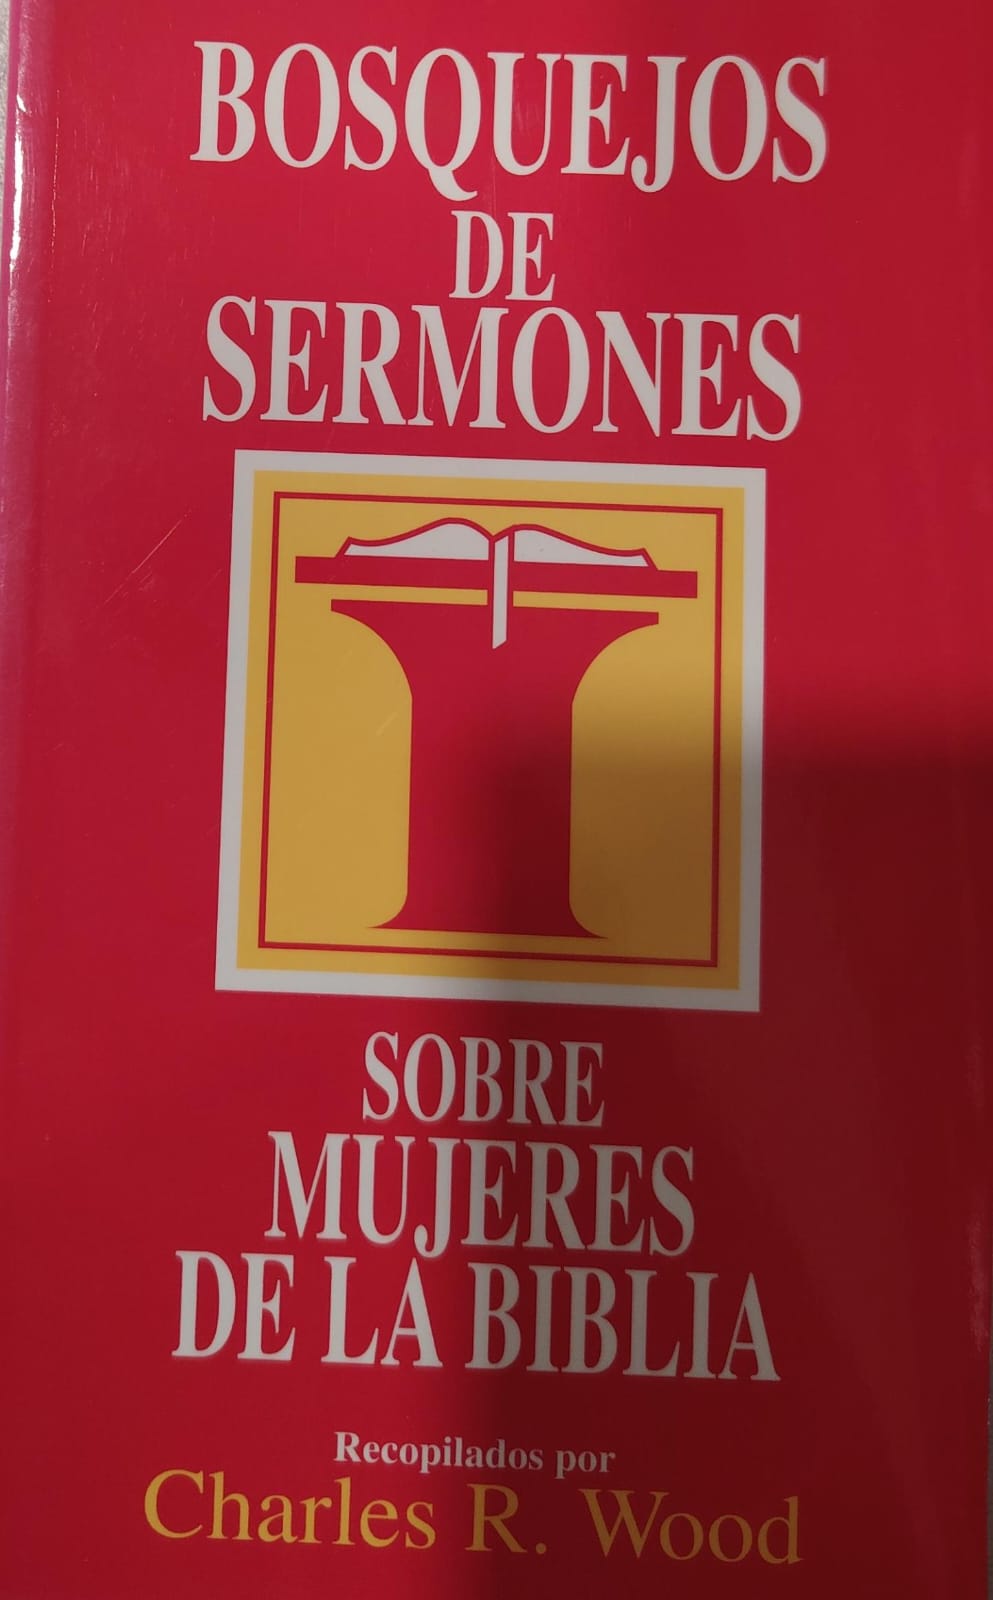 BOSQUEJOS
DE
SERMONES
SOBRE
MUJERES
DE LA BIBLIA
Recopilados por
Charles R. Wood